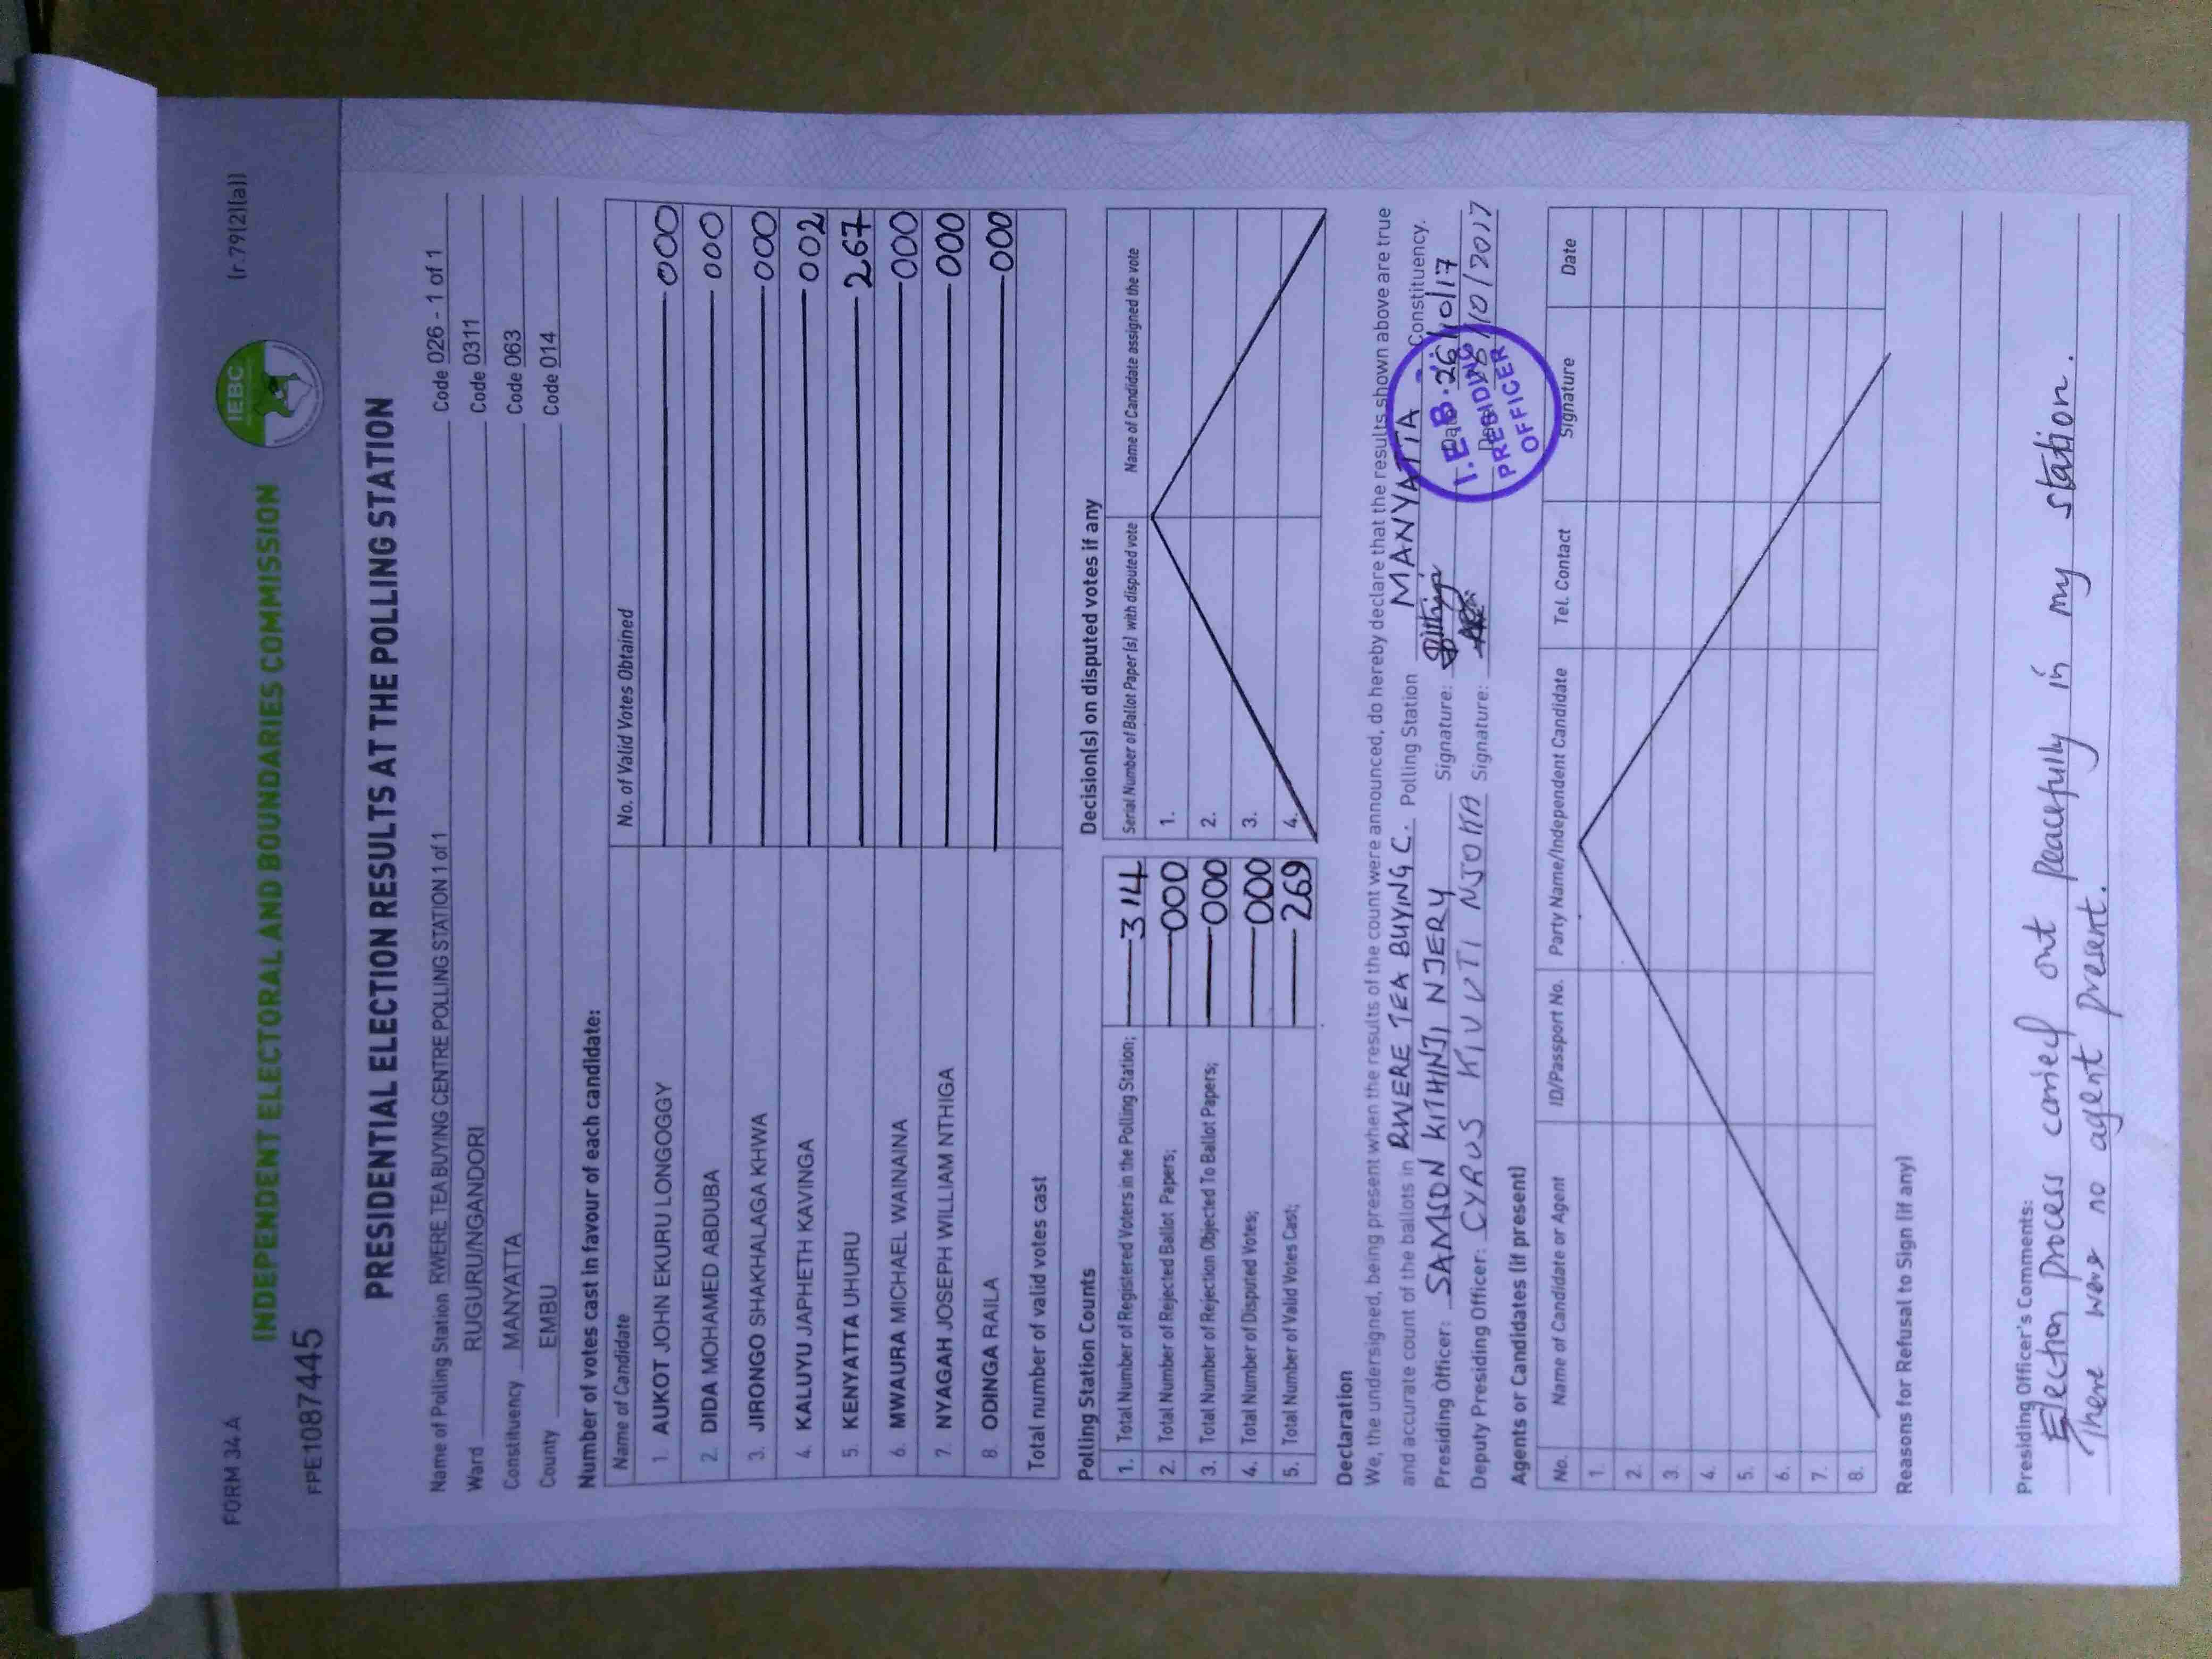 FORM 34 A
IEBC
(r.79(2)(a))
INDEPENDENT ELECTORAL AND BOUNDARIES COMMISSION
FPE1087445
PRESIDENTIAL ELECTION RESULTS AT THE POLLING STATION
Name of Polling Station RWERE TEA BUYING CENTRE POLLING STATION 1 of 1 Code 026 - 1 of 1
Ward RUGURU/NGANDORI Code 0311
Constituency MANYATTA Code 063
County EMBU Code 014
Number of votes cast in favour of each candidate:
Name of Candidate No. of Valid Votes Obtained
1. AUKOT JOHN EKURU LONGOGGY 000
2. DIDA MOHAMED ABDUBA 000
3. JIRONGO SHAKHALAGA KHWA 000
4. KALUYU JAPHETH KAVINGA 002
5. KENYATTA UHURU 267
6. MWAURA MICHAEL WAINAINA 000
7. NYAGAH JOSEPH WILLIAM NTHIGA 000
8. ODINGA RAILA 000
Total number of valid votes cast
Polling Station Counts
1. Total Number of Registered Voters in the Polling Station; 314
2. Total Number of Rejected Ballot Papers; 000
3. Total Number of Rejection Objected To Ballot Papers; 000
4. Total Number of Disputed Votes; 000
5. Total Number of Valid Votes Cast; 269
Decision(s) on disputed votes if any
Serial Number of Ballot Paper (s) with disputed vote Name of Candidate assigned the vote
1.
2.
3.
4.
Declaration
We, the undersigned, being present when the results of the count were announced, do hereby declare that the results shown above are true
and accurate count of the ballots in RWERE TEA BUYING C. Polling Station MANYATTA Constituency.
Presiding Officer: SAMSON KITHINJI NJERY Signature: Date 26/10/17
Deputy Presiding Officer: CYRUS KIVUTI NJOKA Signature: Date 26/10/2017
I.E.B.C
PRESIDING
OFFICER
Agents or Candidates (if present)
No. Name of Candidate or Agent ID/Passport No. Party Name/Independent Candidate Tel. Contact Signature Date
1.
2.
3.
4.
5.
6.
7.
8.
Reasons for Refusal to Sign (if any)
Presiding Officer's Comments:
Election process carried out peacefully in my station.
There were no agent present.